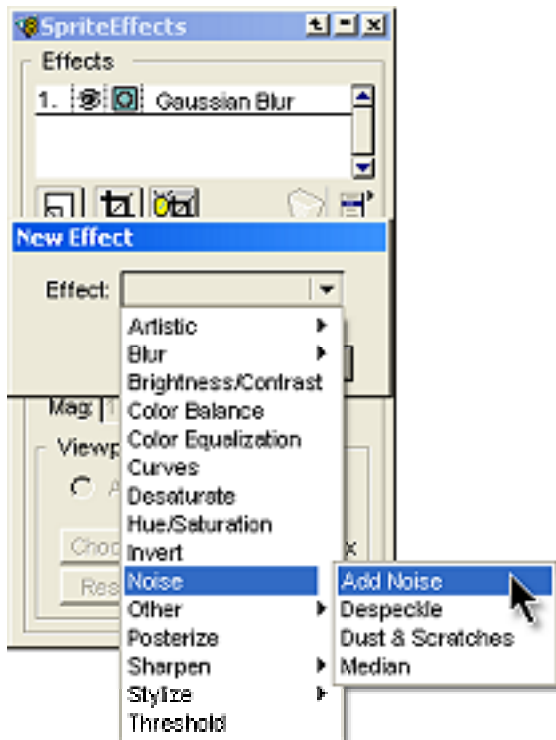 SpriteEffects
Effects
1. Gaussian Blur
New Effect
Effect:
Artistic
Blur
Brightness/Contrast
Mag:
Color Balance
Color Equalization
Curves
Desaturate
Hue/Saturation
Invert
Noise
Add Noise
Other
Despeckle
Posterize
Dust & Scratches
Sharpen
Median
Stylize
Threshold